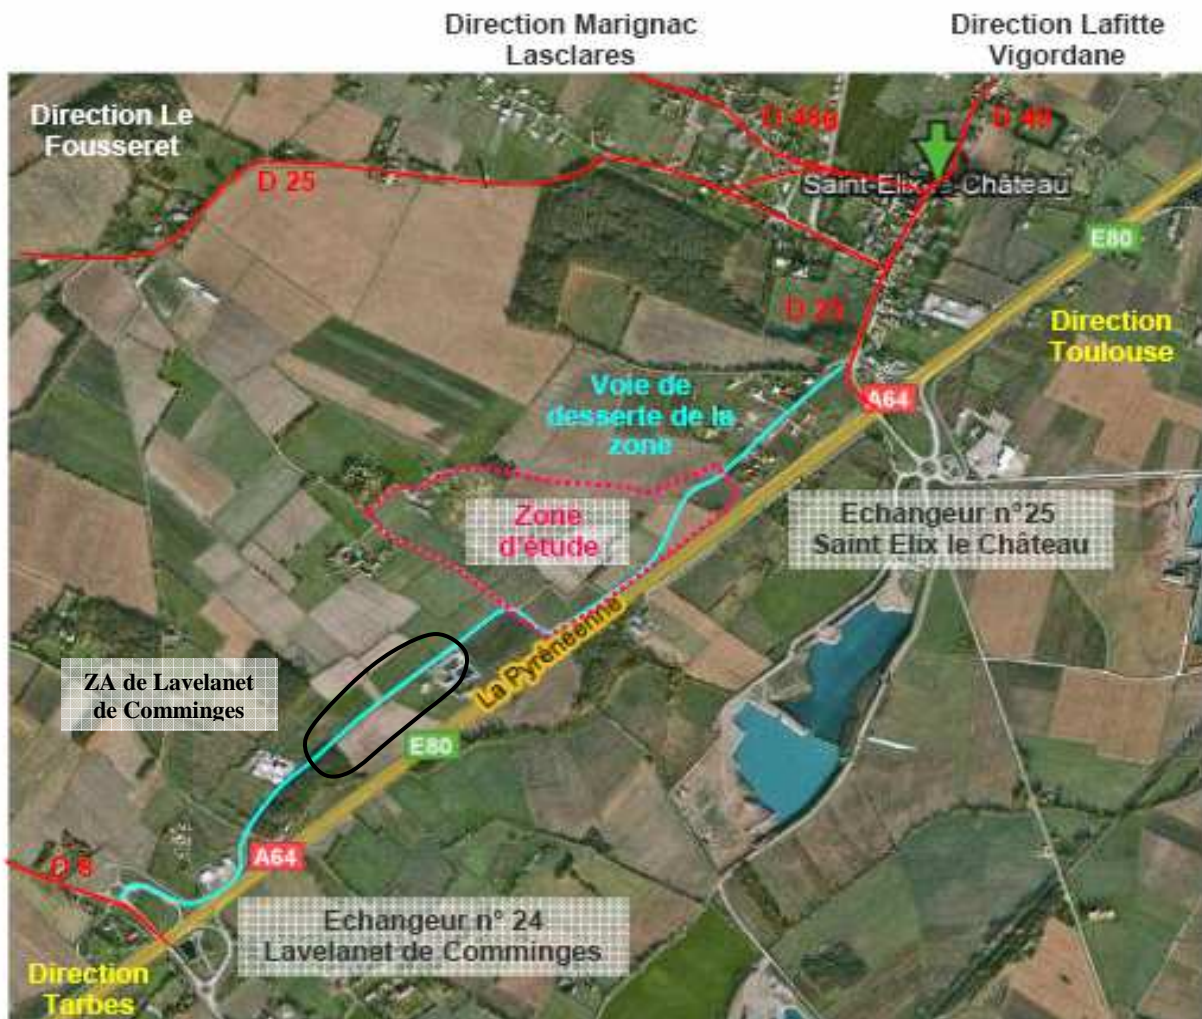 Direction Marignac
Lasclares
Direction Lafitte
Vigordane
Direction Le
Fousseret
D 25
D 48g
D 48
Saint-Elix-le-Château
E80
D 25
Direction
Toulouse
A64
Voie de
desserte de la
zone
Zone
d'étude
Echangeur n°25
Saint Elix le Château
La Pyrénéenne
ZA de Lavelanet
de Comminges
E80
A64
D 8
Echangeur n° 24
Lavelanet de Comminges
Direction
Tarbes